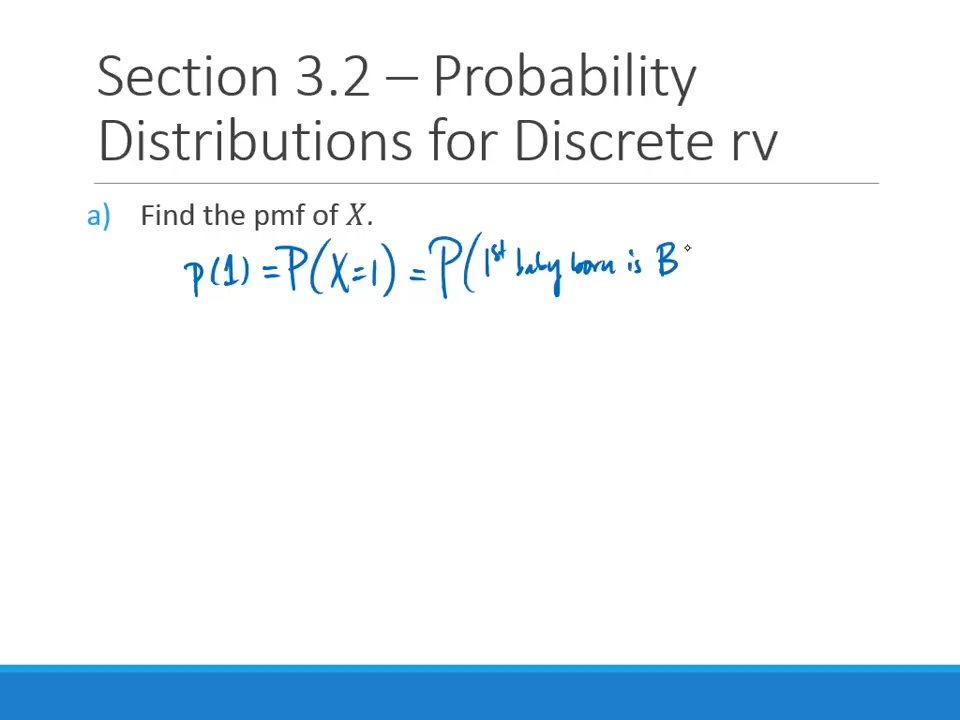 Section 3.2 – Probability
Distributions for Discrete rv
a) Find the pmf of X.
p(1) = P(X=1) = P(1st baby born is B